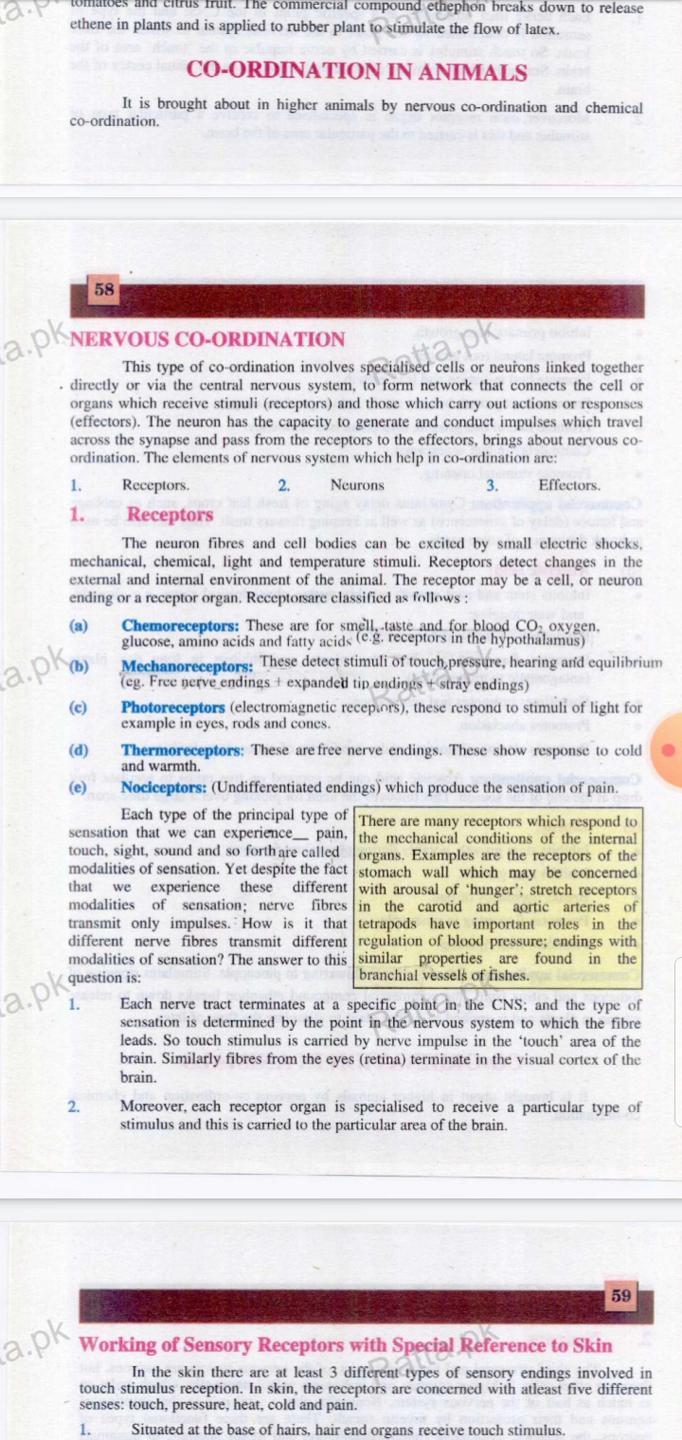 tomatoes and citrus fruit. The commercial compound ethephon breaks down to release
ethene in plants and is applied to rubber plant to stimulate the flow of latex.
CO-ORDINATION IN ANIMALS
It is brought about in higher animals by nervous co-ordination and chemical
co-ordination.
58
NERVOUS CO-ORDINATION
This type of co-ordination involves specialised cells or neurons linked together
directly or via the central nervous system, to form network that connects the cell or
organs which receive stimuli (receptors) and those which carry out actions or responses
(effectors). The neuron has the capacity to generate and conduct impulses which travel
across the synapse and pass from the receptors to the effectors, brings about nervous co-
ordination. The elements of nervous system which help in co-ordination are:
1. Receptors. 2. Neurons 3. Effectors.
1. Receptors
The neuron fibres and cell bodies can be excited by small electric shocks,
mechanical, chemical, light and temperature stimuli. Receptors detect changes in the
external and internal environment of the animal. The receptor may be a cell, or neuron
ending or a receptor organ. Receptorsare classified as follows :
(a) Chemoreceptors: These are for smell, taste and for blood CO₂ oxygen,
glucose, amino acids and fatty acids (e.g. receptors in the hypothalamus)
(b) Mechanoreceptors: These detect stimuli of touch, pressure, hearing and equilibrium
(eg. Free nerve endings + expanded tip endings + stray endings)
(c) Photoreceptors (electromagnetic receptors), these respond to stimuli of light for
example in eyes, rods and cones.
(d) Thermoreceptors: These are free nerve endings. These show response to cold
and warmth.
(e) Nociceptors: (Undifferentiated endings) which produce the sensation of pain.
Each type of the principal type of
sensation that we can experience__ pain,
touch, sight, sound and so forth are called
modalities of sensation. Yet despite the fact
that we experience these different
modalities of sensation; nerve fibres
transmit only impulses. How is it that
different nerve fibres transmit different
modalities of sensation? The answer to this
question is:
There are many receptors which respond to
the mechanical conditions of the internal
organs. Examples are the receptors of the
stomach wall which may be concerned
with arousal of 'hunger'; stretch receptors
in the carotid and aortic arteries of
tetrapods have important roles in the
regulation of blood pressure; endings with
similar properties are found in the
branchial vessels of fishes.
1. Each nerve tract terminates at a specific point in the CNS; and the type of
sensation is determined by the point in the nervous system to which the fibre
leads. So touch stimulus is carried by nerve impulse in the 'touch' area of the
brain. Similarly fibres from the eyes (retina) terminate in the visual cortex of the
brain.
2. Moreover, each receptor organ is specialised to receive a particular type of
stimulus and this is carried to the particular area of the brain.
59
Working of Sensory Receptors with Special Reference to Skin
In the skin there are at least 3 different types of sensory endings involved in
touch stimulus reception. In skin, the receptors are concerned with atleast five different
senses: touch, pressure, heat, cold and pain.
1. Situated at the base of hairs, hair end organs receive touch stimulus.
Ratta.pk
Ratta.pk
Ratta.pk
Ratta.pk
a.pk
a.pk
a.pk
a.pk